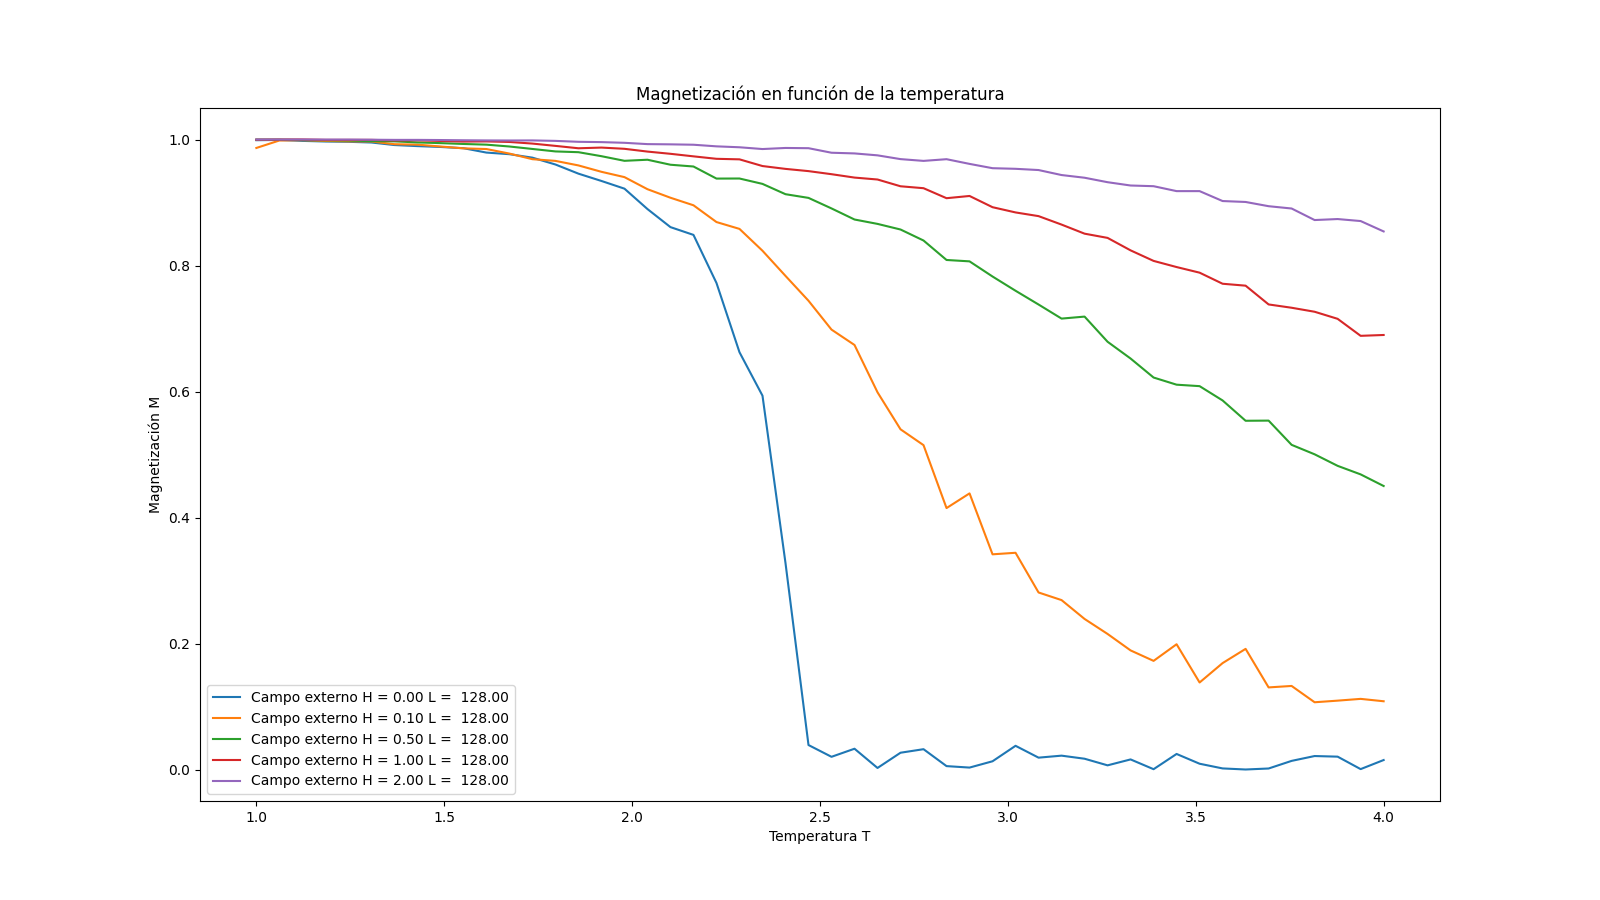 Magnetización en función de la temperatura
Magnetización M
1.0
0.8
0.6
0.4
0.2
0.0
Campo externo H = 0.00 L =  128.00
Campo externo H = 0.10 L =  128.00
Campo externo H = 0.50 L =  128.00
Campo externo H = 1.00 L =  128.00
Campo externo H = 2.00 L =  128.00
1.0 1.5 2.0 2.5 3.0 3.5 4.0
Temperatura T